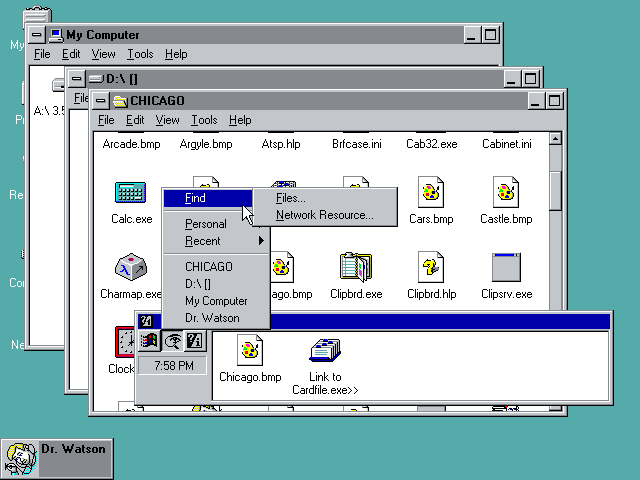 My Computer
File Edit View Tools Help
A:\ 3.5
D:\ []
CHICAGO
File Edit View Tools Help
Arcade.bmp Argyle.bmp Atsp.hlp Brfcase.ini Cab32.exe Cabinet.ini
Calc.exe Cars.bmp Castle.bmp
Charmap.exe ago.bmp Clipbrd.exe Clipbrd.hlp Clipsrv.exe
Clock
Find
Personal
Recent
CHICAGO
D:\ []
My Computer
Dr. Watson
Files...
Network Resource...
7:58 PM
Chicago.bmp Link to
Cardfile.exe>>
Dr. Watson
My
Re
Ne